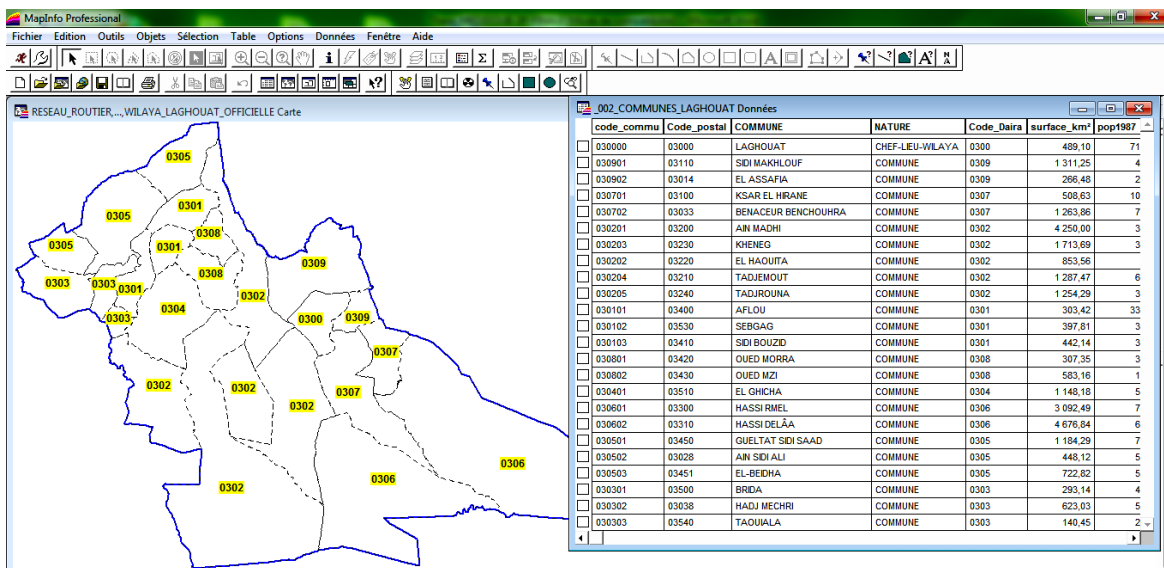 MapInfo Professional
Fichier Edition Outils Objets Sélection Table Options Données Fenêtre Aide
RESEAU_ROUTIER,...,WILAYA_LAGHOUAT_OFFICIELLE Carte
0305
0305
0301
0308
0305
0301
0309
0303
0303
0301
0308
0302
0303
0304
0300
0309
0307
0302
0302
0307
0302
0306
0306
0302
_002_COMMUNES_LAGHOUAT Données
code_commu Code_postal COMMUNE NATURE Code_Daira surface_km² pop1987
030000 03000 LAGHOUAT CHEF-LIEU-WILAYA 0300 489,10 71
030901 03110 SIDI MAKHLOUF COMMUNE 0309 1 311,25 4
030902 03014 EL ASSAFIA COMMUNE 0309 266,48 2
030701 03100 KSAR EL HIRANE COMMUNE 0307 508,63 10
030702 03033 BENACEUR BENCHOUHRA COMMUNE 0307 1 263,86 7
030201 03200 AIN MADHI COMMUNE 0302 4 250,00 3
030203 03230 KHENEG COMMUNE 0302 1 713,69 3
030202 03220 EL HAOUITA COMMUNE 0302 853,56
030204 03210 TADJEMOUT COMMUNE 0302 1 287,47 6
030205 03240 TADJROUNA COMMUNE 0302 1 254,29 3
030101 03400 AFLOU COMMUNE 0301 303,42 33
030102 03530 SEBGAG COMMUNE 0301 397,81 3
030103 03410 SIDI BOUZID COMMUNE 0301 442,14 3
030801 03420 OUED MORRA COMMUNE 0308 307,35 3
030802 03430 OUED MZI COMMUNE 0308 583,16 1
030401 03510 EL GHICHA COMMUNE 0304 1 148,18 5
030601 03300 HASSI RMEL COMMUNE 0306 3 092,49 7
030602 03310 HASSI DELÂA COMMUNE 0306 4 676,84 6
030501 03450 GUELTAT SIDI SAAD COMMUNE 0305 1 184,29 7
030502 03028 AIN SIDI ALI COMMUNE 0305 448,12 5
030503 03451 EL-BEIDHA COMMUNE 0305 722,82 5
030301 03500 BRIDA COMMUNE 0303 293,14 4
030302 03038 HADJ MECHRI COMMUNE 0303 623,03 5
030303 03540 TAOUIALA COMMUNE 0303 140,45 2